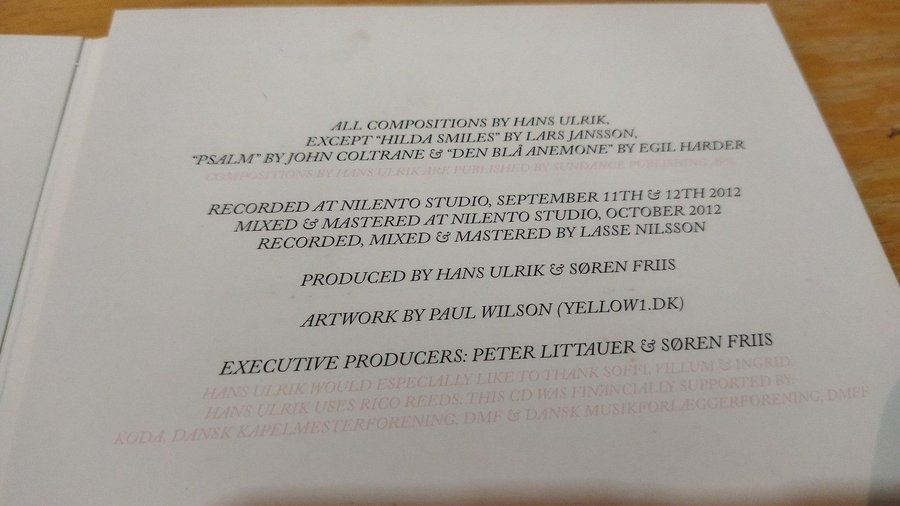 ALL COMPOSITIONS BY HANS ULRIK,
EXCEPT "HILDA SMILES" BY LARS JANSSON,
"PSALM" BY JOHN COLTRANE & "DEN BLÅ ANEMONE" BY EGIL HARDER
COMPOSITIONS BY HANS ULRIK ARE PUBLISHED BY SUNDANCE PUBLISHING APS.
RECORDED AT NILENTO STUDIO, SEPTEMBER 11TH & 12TH 2012
MIXED & MASTERED AT NILENTO STUDIO, OCTOBER 2012
RECORDED, MIXED & MASTERED BY LASSE NILSSON
PRODUCED BY HANS ULRIK & SØREN FRIIS
ARTWORK BY PAUL WILSON (YELLOW1.DK)
EXECUTIVE PRODUCERS: PETER LITTAUER & SØREN FRIIS
HANS ULRIK WOULD ESPECIALLY LIKE TO THANK SOFFI, FILLUM & INGRID
HANS ULRIK USES RICO REEDS. THIS CD WAS FINANCIALLY SUPPORTED BY
KODA, DANSK KAPELMESTERFORENING, DMF & DANSK MUSIKFORLÆGGERFORENING, DMFF